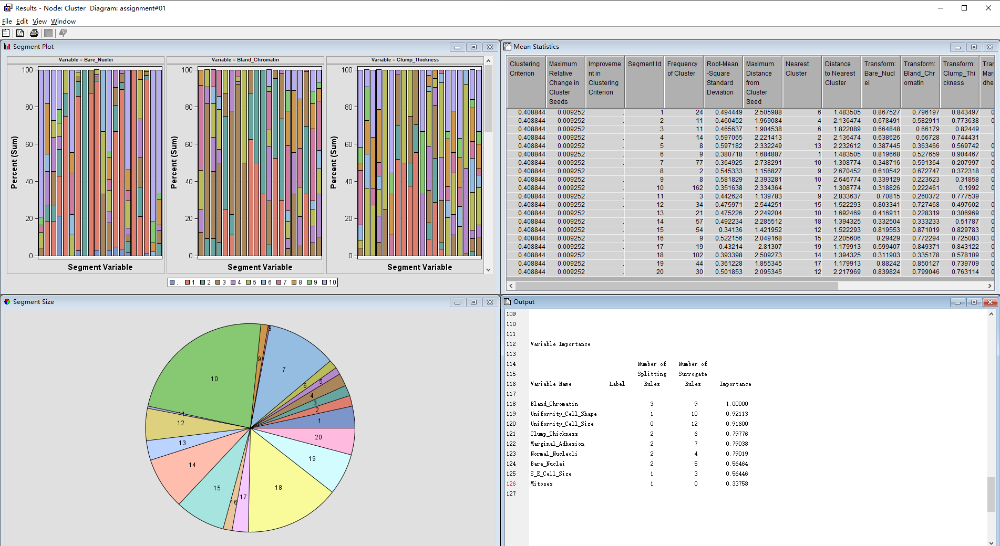 Results - Node: Cluster  Diagram: assignment#01
File Edit View Window
Segment Plot
Variable = Bare_Nuclei
Variable = Bland_Chromatin
Variable = Clump_Thickness
100
80
60
40
20
0
Percent (Sum)
Segment Variable
100
80
60
40
20
0
Percent (Sum)
Segment Variable
100
80
60
40
20
0
Percent (Sum)
Segment Variable
. 1 2 3 4 5 6 7 8 9 10
Mean Statistics
Clustering Criterion
Maximum Relative Change in Cluster Seeds
Improveme nt in Clustering Criterion
Segment Id
Frequency of Cluster
Root-Mean -Square Standard Deviation
Maximum Distance from Cluster Seed
Nearest Cluster
Distance to Nearest Cluster
Transform: Bare_Nucl ei
Transform: Bland_Chr omatin
Transform: Clump_Thi ckness
Tran Marg dhe
0.408844 0.009252 . 1 24 0.494449 2.505988 6 1.483505 0.867527 0.796197 0.843497 0
0.408844 0.009252 . 2 11 0.460452 1.969084 4 2.136474 0.678491 0.582911 0.773638 0
0.408844 0.009252 . 3 11 0.465637 1.904538 6 1.822089 0.664848 0.66179 0.82449
0.408844 0.009252 . 4 14 0.597065 2.221413 2 2.136474 0.638626 0.66728 0.744431
0.408844 0.009252 . 5 8 0.597182 2.332249 13 2.232612 0.387445 0.363466 0.569742 0
0.408844 0.009252 . 6 9 0.380718 1.684887 1 1.483505 0.819668 0.527659 0.904467 0
0.408844 0.009252 . 7 77 0.364925 2.738291 10 1.308774 0.348716 0.591364 0.207997 0
0.408844 0.009252 . 8 2 0.545333 1.156827 9 2.670452 0.610542 0.672747 0.372318 0
0.408844 0.009252 . 9 8 0.581829 2.393281 10 2.646774 0.339129 0.223623 0.31858 0
0.408844 0.009252 . 10 162 0.351638 2.334364 7 1.308774 0.318826 0.222461 0.1992 0
0.408844 0.009252 . 11 3 0.442624 1.139783 9 2.833637 0.70815 0.260372 0.777539
0.408844 0.009252 . 12 34 0.475971 2.544251 15 1.522293 0.803341 0.727468 0.497602 0
0.408844 0.009252 . 13 21 0.475226 2.249204 10 1.692469 0.416911 0.228319 0.306969 0
0.408844 0.009252 . 14 57 0.492234 2.285512 18 1.394325 0.332504 0.333233 0.51787 0
0.408844 0.009252 . 15 54 0.34136 1.421952 12 1.522293 0.819553 0.871019 0.829783 0
0.408844 0.009252 . 16 9 0.522156 2.049168 15 2.205606 0.29429 0.772294 0.725083 0
0.408844 0.009252 . 17 19 0.43214 2.81307 19 1.179913 0.599407 0.849371 0.843122 0
0.408844 0.009252 . 18 102 0.393398 2.509273 14 1.394325 0.311903 0.335178 0.578109 0
0.408844 0.009252 . 19 44 0.361228 1.855345 17 1.179913 0.88242 0.850127 0.739709 0
0.408844 0.009252 . 20 30 0.501853 2.095345 12 2.217969 0.839824 0.799046 0.763114 0
Segment Size
8
9
7
10
6
5
4
3
2
1
11
12
20
13
19
14
18
15
17
16
Output
109
110
111
112 Variable Importance
113
114 Number of Number of
115 Splitting Surrogate
116 Variable Name Label Rules Rules Importance
117
118 Bland_Chromatin 3 9 1.00000
119 Uniformity_Cell_Shape 1 10 0.92113
120 Uniformity_Cell_Size 0 12 0.91600
121 Clump_Thickness 2 6 0.79776
122 Marginal_Adhesion 2 7 0.79038
123 Normal_Nucleoli 2 4 0.79019
124 Bare_Nuclei 2 5 0.56464
125 S_E_Cell_Size 1 3 0.56446
126 Mitoses 1 0 0.33758
127